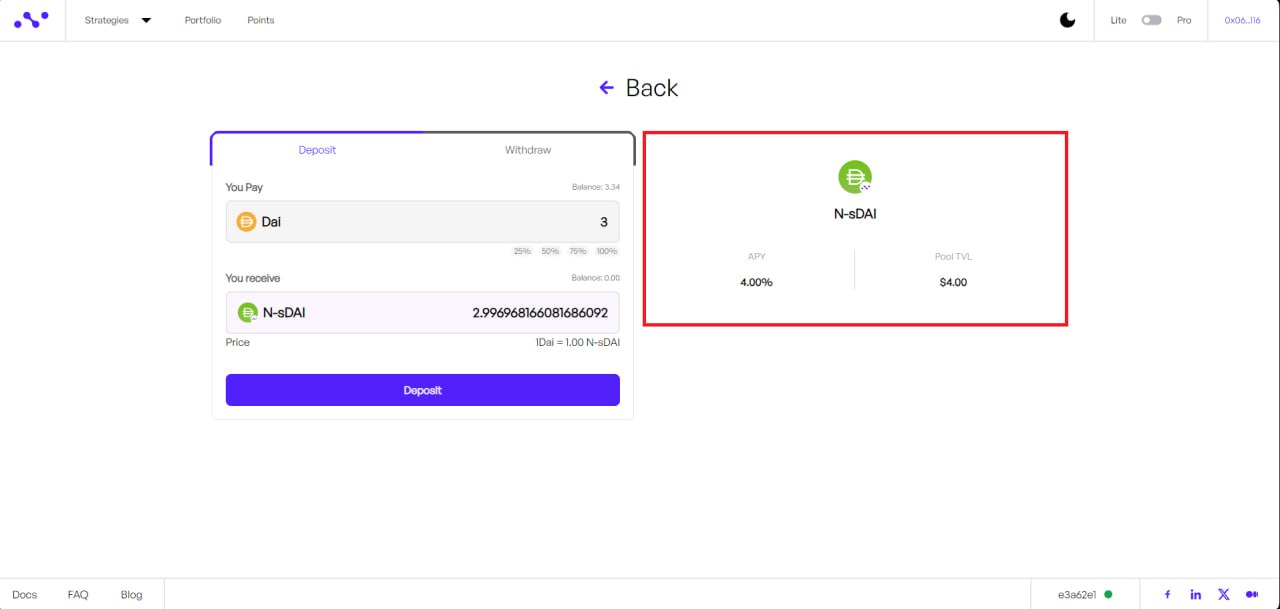 Strategies Portfolio Points Lite Pro 0x06..116
Back
Deposit Withdraw
You Pay Balance: 3.34
Dai 3
25% 50% 75% 100%
You receive Balance: 0.00
N-sDAI 2.996968166081686092
Price 1Dai = 1.00 N-sDAI
Deposit
N-sDAI
APY Pool TVL
4.00% $4.00
Docs FAQ Blog e3a62e1